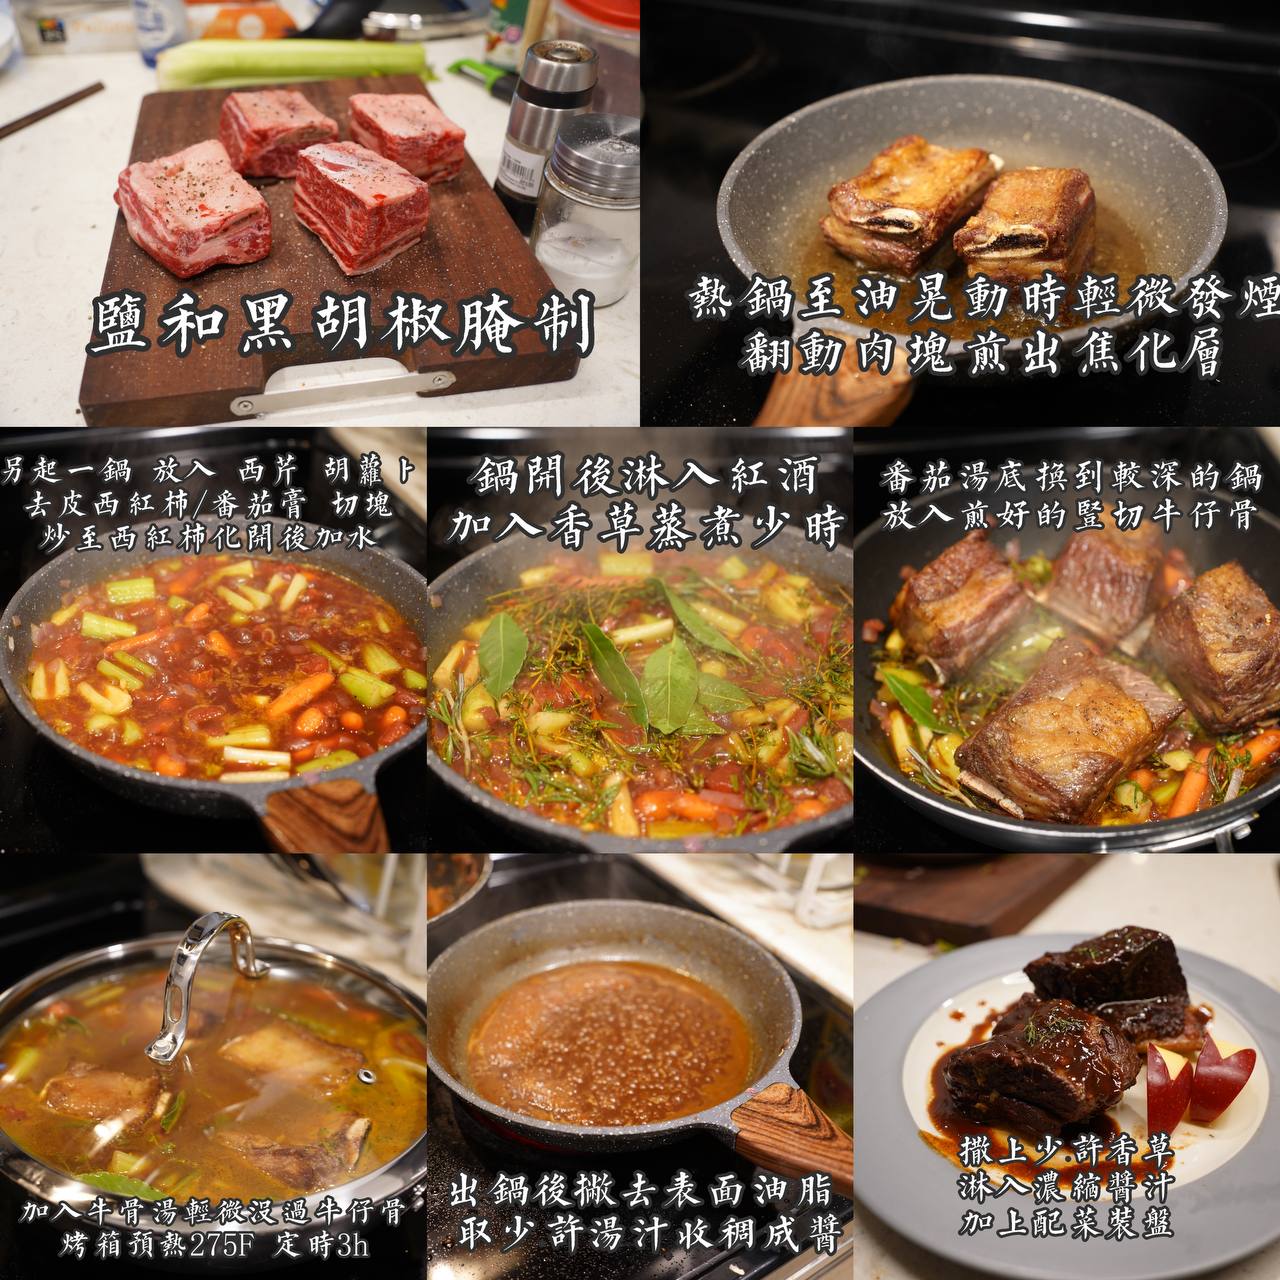 鹽和黑胡椒腌制
熱鍋至油晃動時輕微發煙
翻動肉塊煎出焦化層
另起一鍋 放入 西芹 胡蘿卜
去皮西紅柿/番茄膏 切塊
炒至西紅柿化開後加水
鍋開後淋入紅酒
加入香草蒸煮少時
番茄湯底換到較深的鍋
放入煎好的豎切牛仔骨
加入牛骨湯輕微沒過牛仔骨
烤箱預熱275F 定時3h
出鍋後撇去表面油脂
取少許湯汁收稠成醬
撒上少許香草
淋入濃縮醬汁
加上配菜裝盤